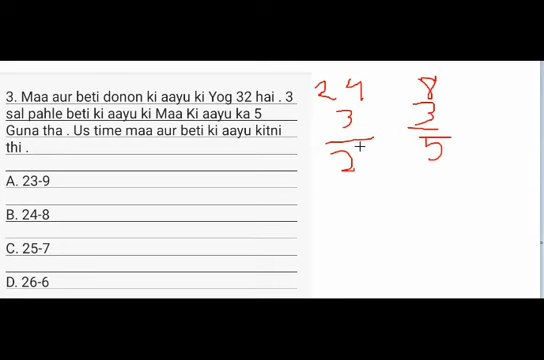 3. Maa aur beti donon ki aayu ki Yog 32 hai . 3
sal pahle beti ki aayu ki Maa Ki aayu ka 5
Guna tha . Us time maa aur beti ki aayu kitni
thi .
A. 23-9
B. 24-8
C. 25-7
D. 26-6
24 8
3 3
2 5